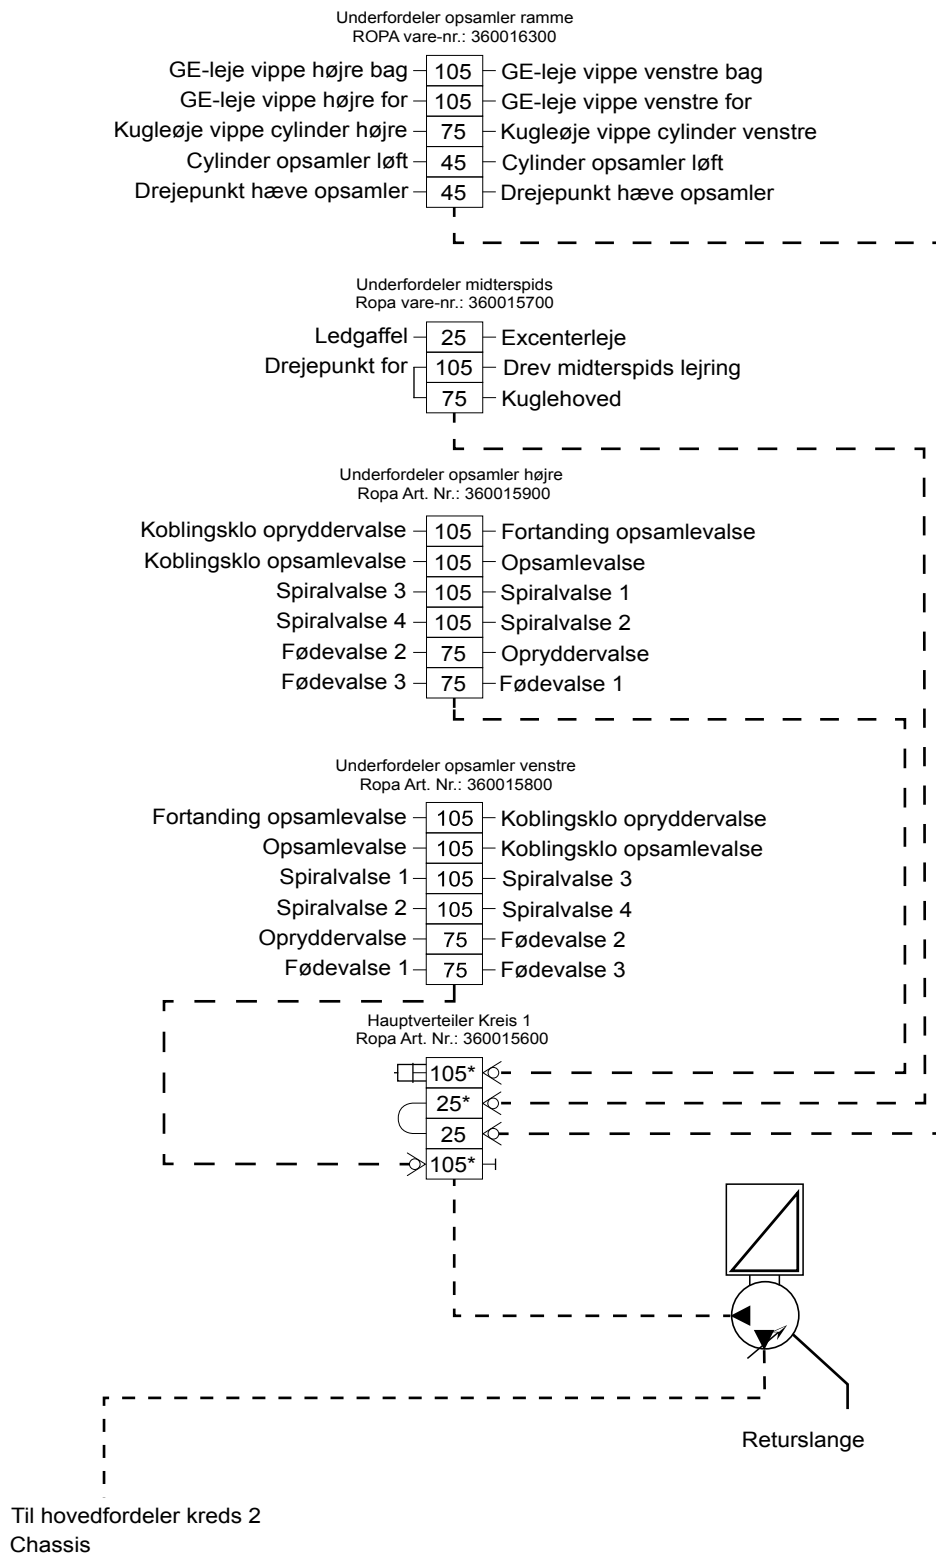 Underfordeler opsamler ramme
ROPA vare-nr.: 360016300
GE-leje vippe højre bag 105 GE-leje vippe venstre bag
GE-leje vippe højre for 105 GE-leje vippe venstre for
Kugleøje vippe cylinder højre 75 Kugleøje vippe cylinder venstre
Cylinder opsamler løft 45 Cylinder opsamler løft
Drejepunkt hæve opsamler 45 Drejepunkt hæve opsamler
Underfordeler midterspids
Ropa vare-nr.: 360015700
Ledgaffel 25 Excenterleje
Drejepunkt for 105 Drev midterspids lejring
75 Kuglehoved
Underfordeler opsamler højre
Ropa Art. Nr.: 360015900
Koblingsklo opryddervalse 105 Fortanding opsamlevalse
Koblingsklo opsamlevalse 105 Opsamlevalse
Spiralvalse 3 105 Spiralvalse 1
Spiralvalse 4 105 Spiralvalse 2
Fødevalse 2 75 Opryddervalse
Fødevalse 3 75 Fødevalse 1
Underfordeler opsamler venstre
Ropa Art. Nr.: 360015800
Fortanding opsamlevalse 105 Koblingsklo opryddervalse
Opsamlevalse 105 Koblingsklo opsamlevalse
Spiralvalse 1 105 Spiralvalse 3
Spiralvalse 2 105 Spiralvalse 4
Opryddervalse 75 Fødevalse 2
Fødevalse 1 75 Fødevalse 3
Hauptverteiler Kreis 1
Ropa Art. Nr.: 360015600
105*
25*
25
105*
Returslange
Til hovedfordeler kreds 2
Chassis